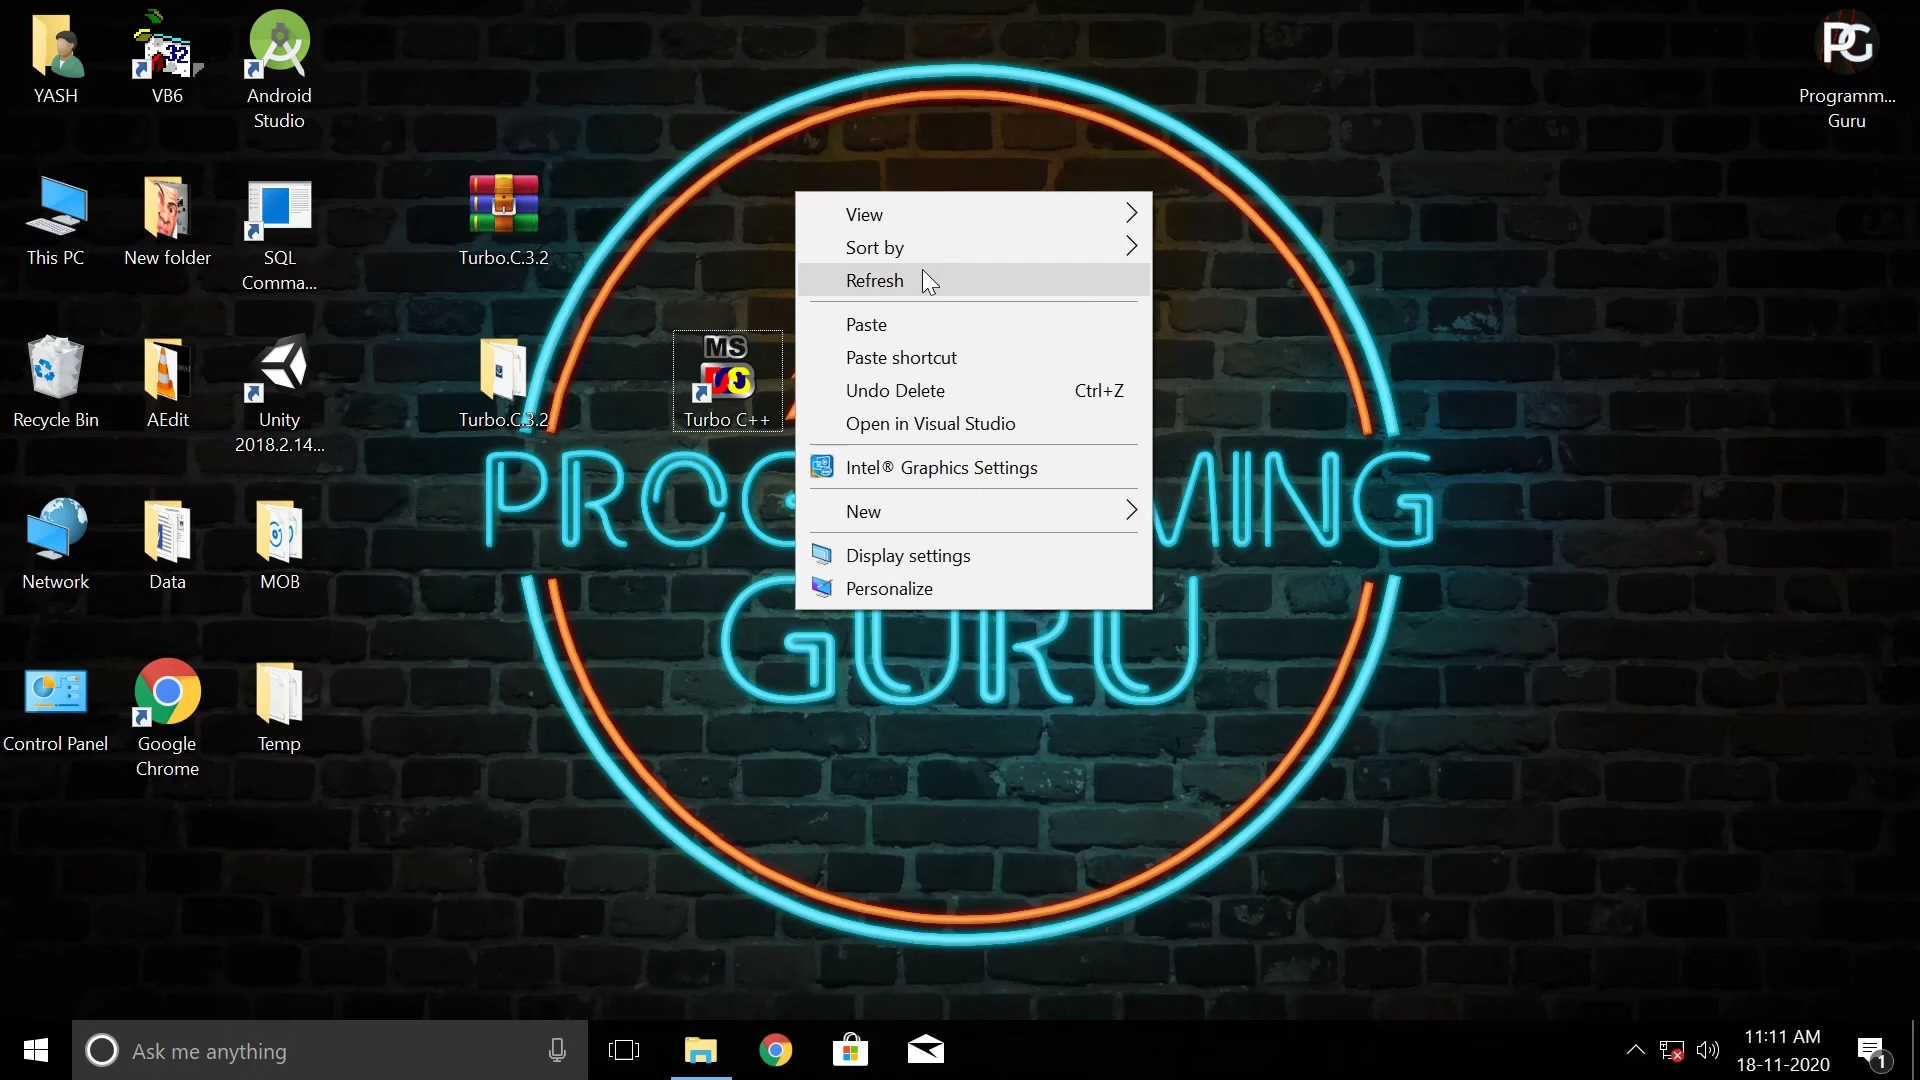 YASH
VB6
Android
Studio
Programm...
Guru
This PC
New folder
SQL
Comma...
Turbo.C.3.2
Recycle Bin
AEdit
Unity
2018.2.14...
Turbo.C.3.2
MS
Turbo C++
Network
Data
MOB
Control Panel
Google
Chrome
Temp
View
Sort by
Refresh
Paste
Paste shortcut
Undo Delete Ctrl+Z
Open in Visual Studio
Intel® Graphics Settings
New
Display settings
Personalize
GURU
Ask me anything
11:11 AM
18-11-2020
1